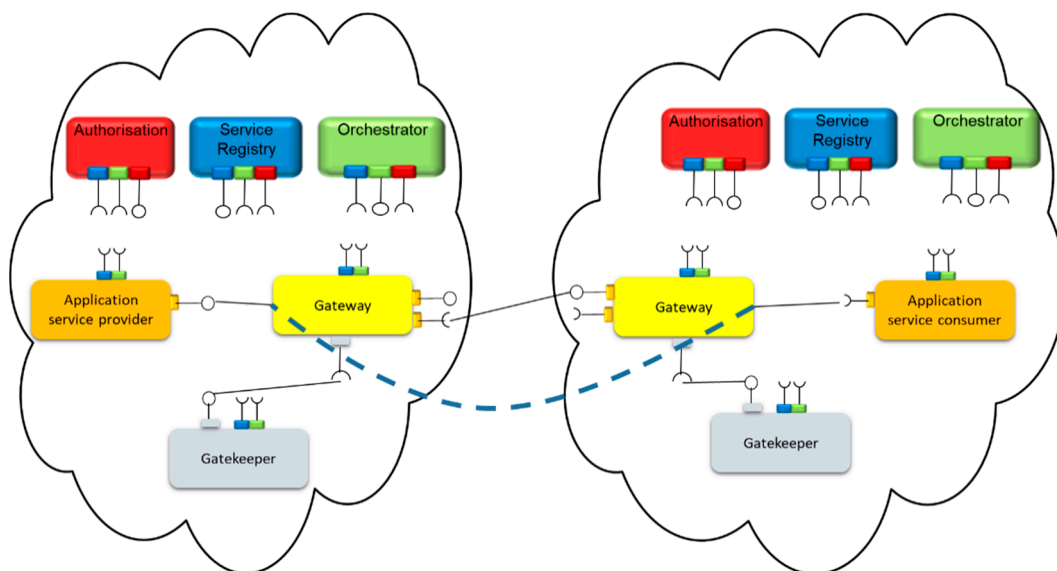 Authorisation
Service
Registry
Orchestrator
Authorisation
Service
Registry
Orchestrator
Application
service provider
Gateway
Gateway
Application
service consumer
Gatekeeper
Gatekeeper